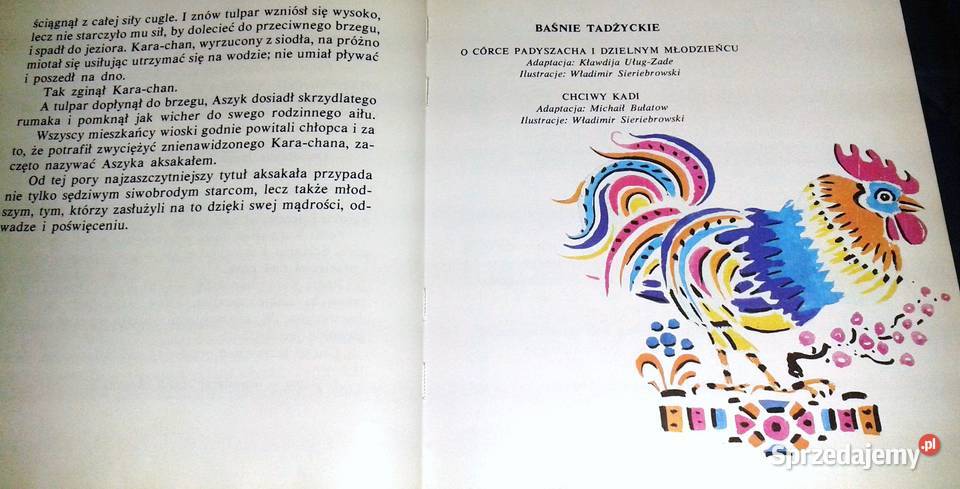 ściągnął z całej siły cugle. I znów tulpar wzniósł się wysoko,
lecz nie starczyło mu sił, by dolecieć do przeciwnego brzegu,
i spadł do jeziora. Kara-chan, wyrzucony z siodła, na próżno
miotał się usiłując utrzymać się na wodzie; nie umiał pływać
i poszedł na dno.
Tak zginął Kara-chan.
A tulpar dopłynął do brzegu, Aszyk dosiadł skrzydlatego
rumaka i pomknął jak wicher do swego rodzinnego aiłu.
Wszyscy mieszkańcy wioski godnie powitali chłopca i za
to, że potrafił zwyciężyć znienawidzonego Kara-chana, za-
częto nazywać Aszyka aksakałem.
Od tej pory najzaszczytniejszy tytuł aksakała przypada
nie tylko sędziwym siwobrodym starcom, lecz także młod-
szym, tym, którzy zasłużyli na to dzięki swej mądrości, od-
wadze i poświęceniu.
BAŚNIE TADŻYCKIE
O CÓRCE PADYSZACHA I DZIELNYM MŁODZIEŃCU
Adaptacja: Kławdija Uług-Zade
Ilustracje: Władimir Sieriebrowski
CHCIWY KADI
Adaptacja: Michaił Bułatow
Ilustracje: Władimir Sieriebrowski
Sprzedajemy.pl